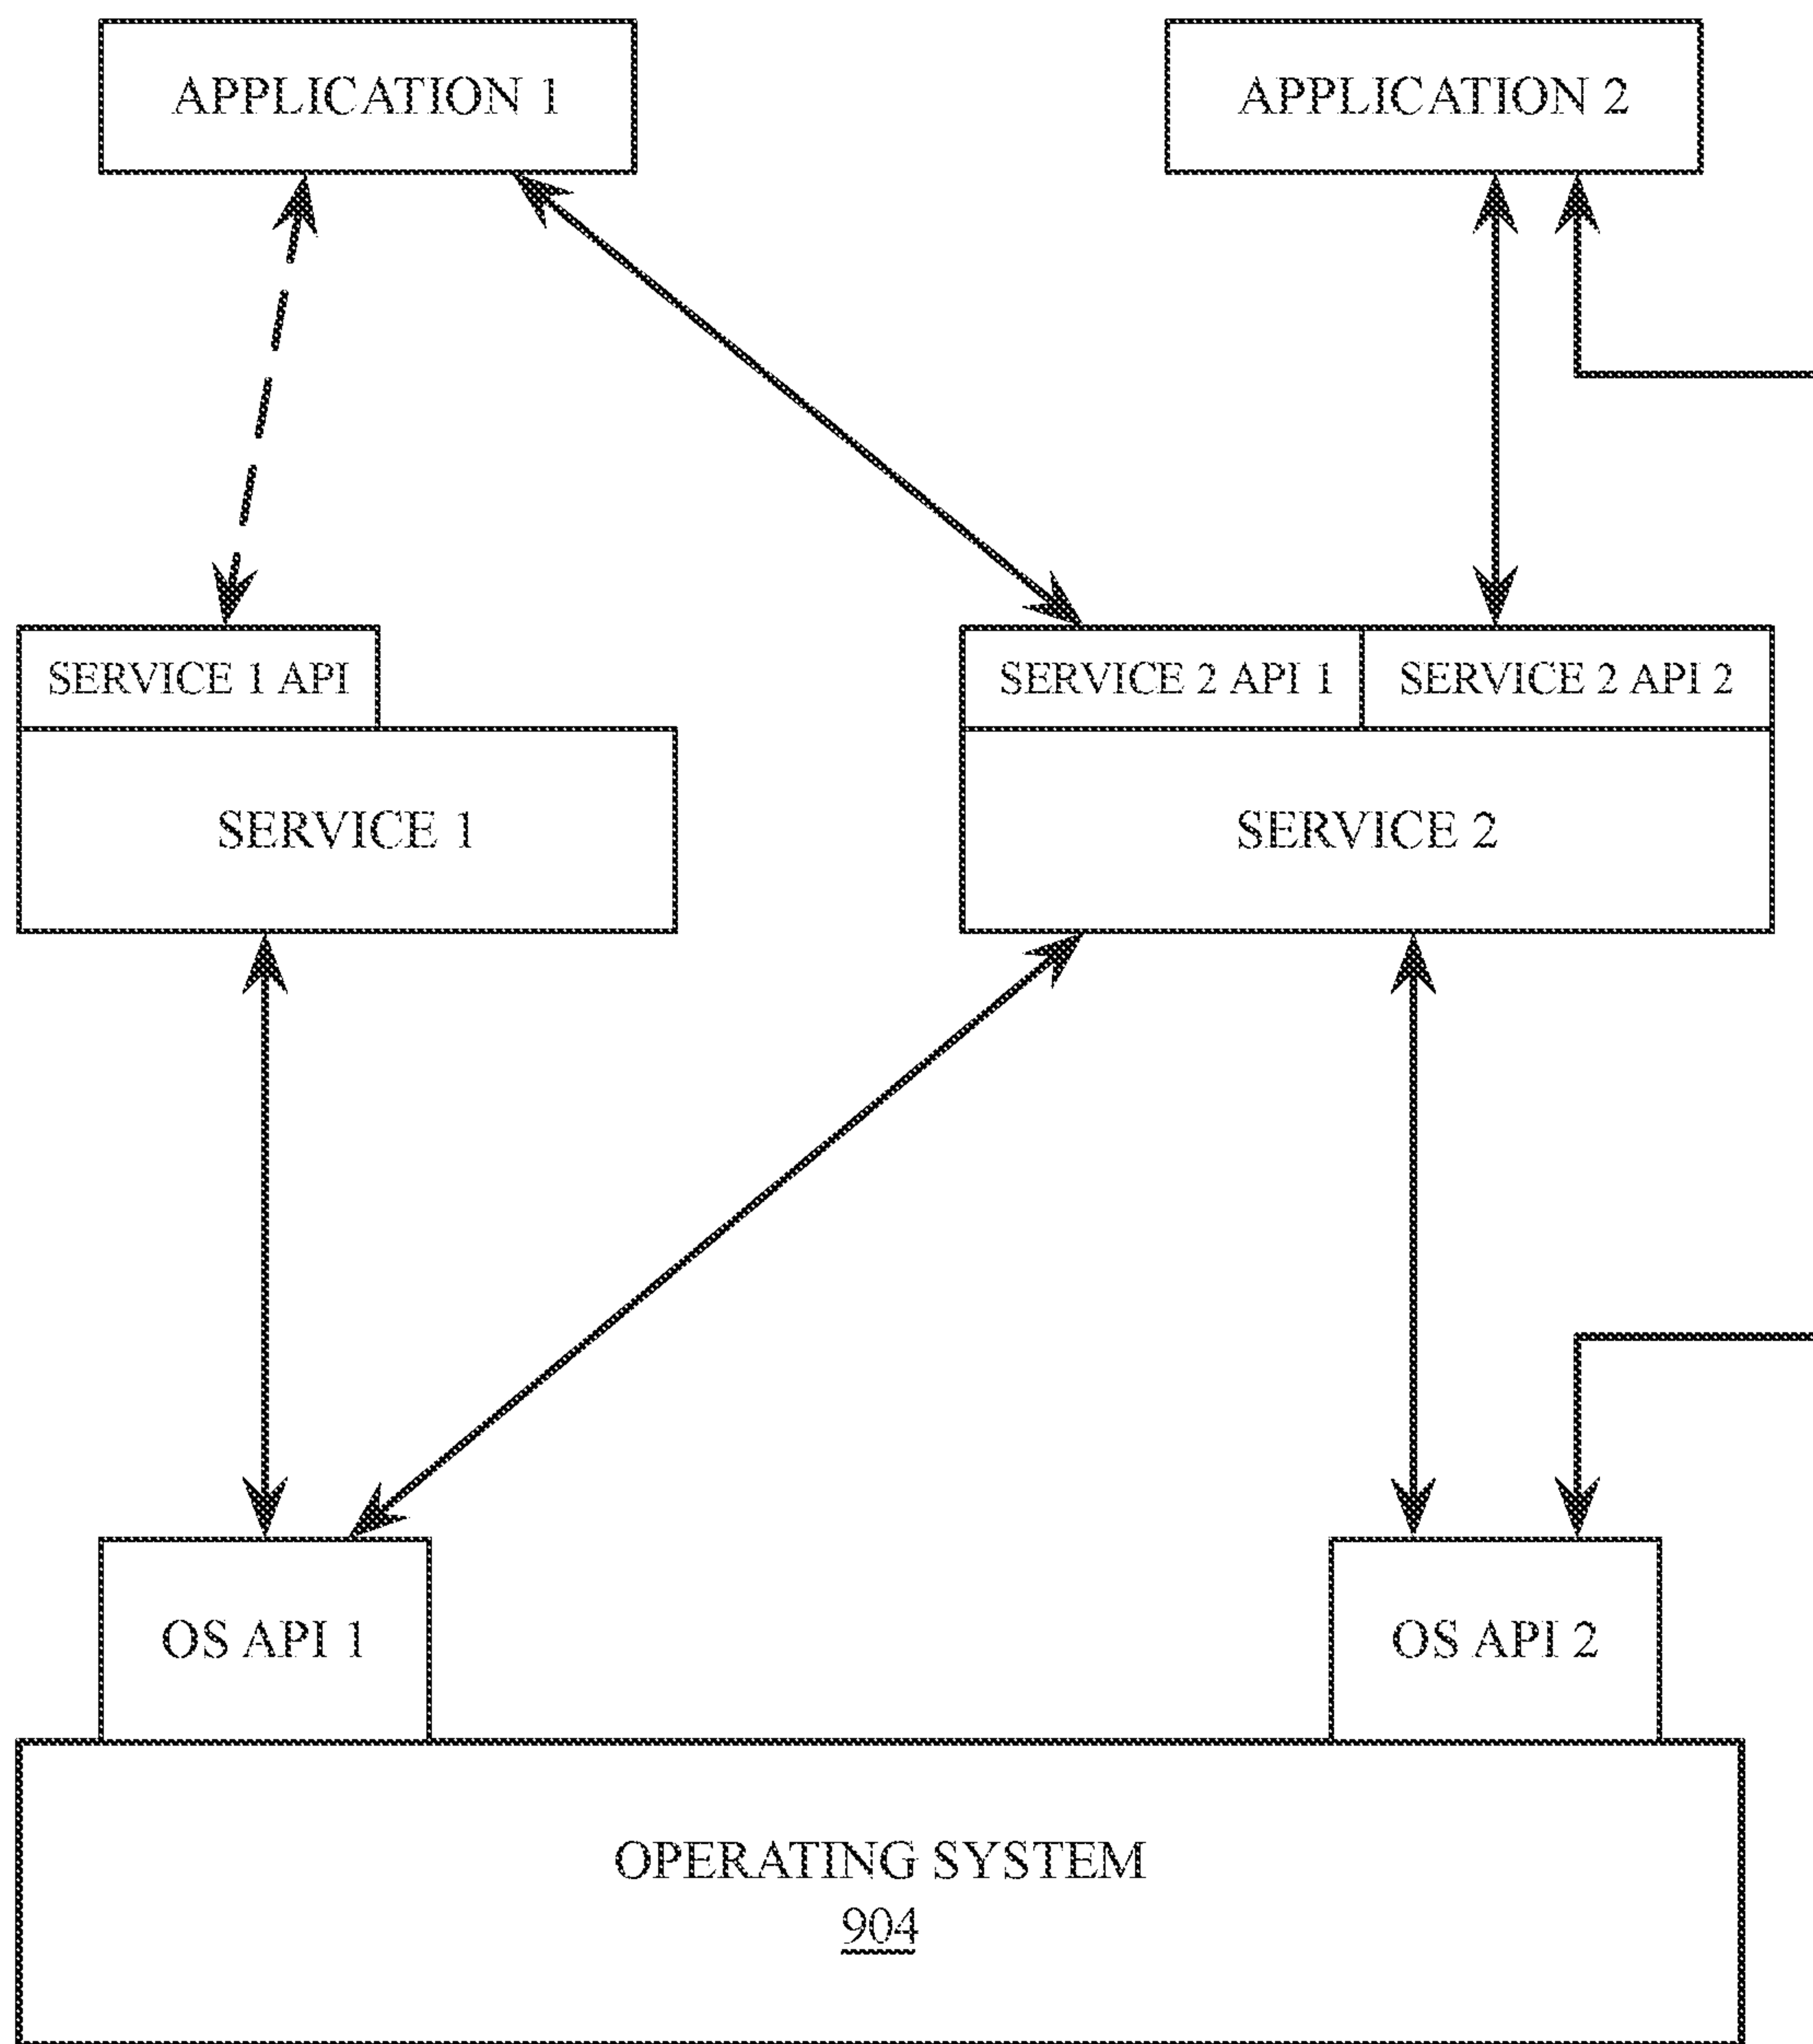 APPLICATION 1
APPLICATION 2
SERVICE 1 API
SERVICE 2 API 1
SERVICE 2 API 2
SERVICE 1
SERVICE 2
OS API 1
OS API 2
OPERATING SYSTEM
904